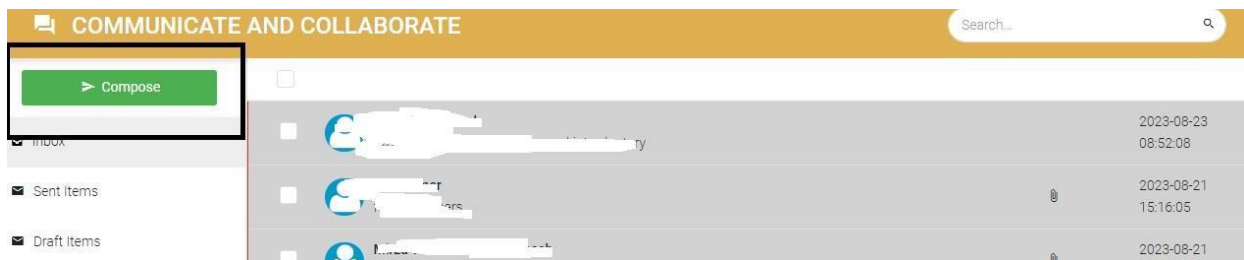 COMMUNICATE AND COLLABORATE
Search...
Compose
Inbox
2023-08-23
08:52:08
Sent Items
2023-08-21
15:16:05
Draft Items
2023-08-21